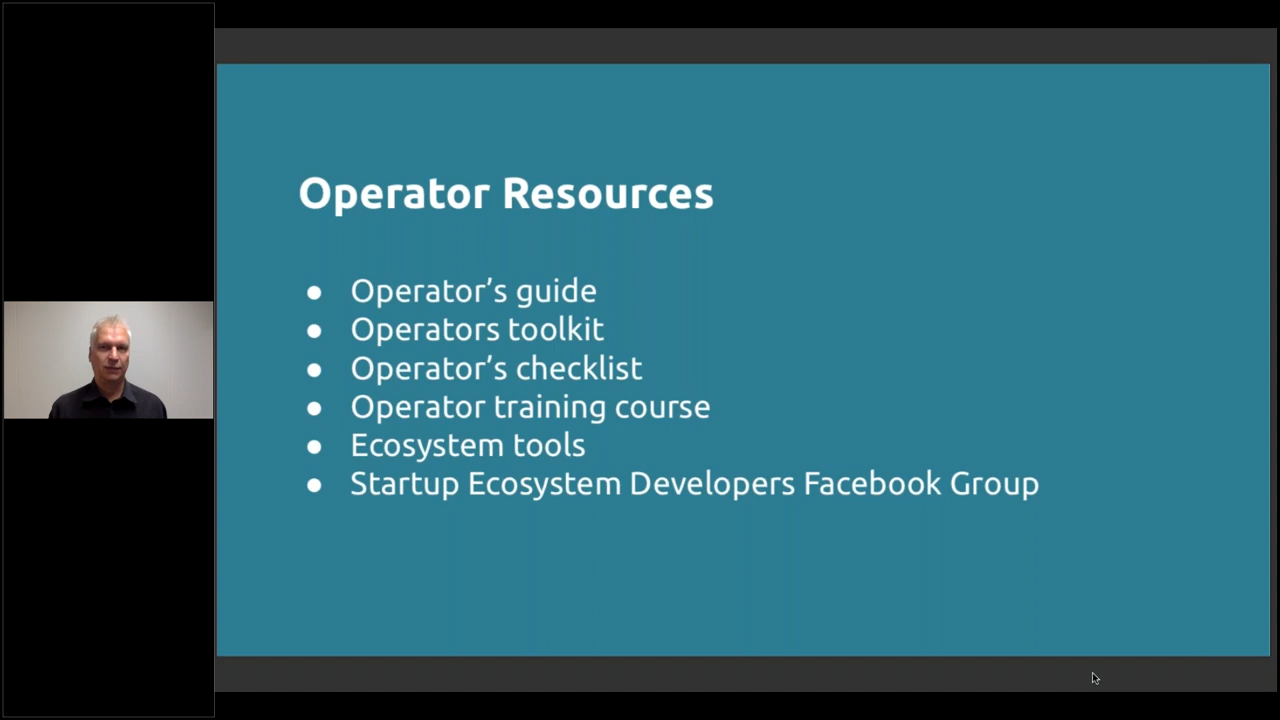 Operator Resources
● Operator’s guide
● Operators toolkit
● Operator’s checklist
● Operator training course
● Ecosystem tools
● Startup Ecosystem Developers Facebook Group